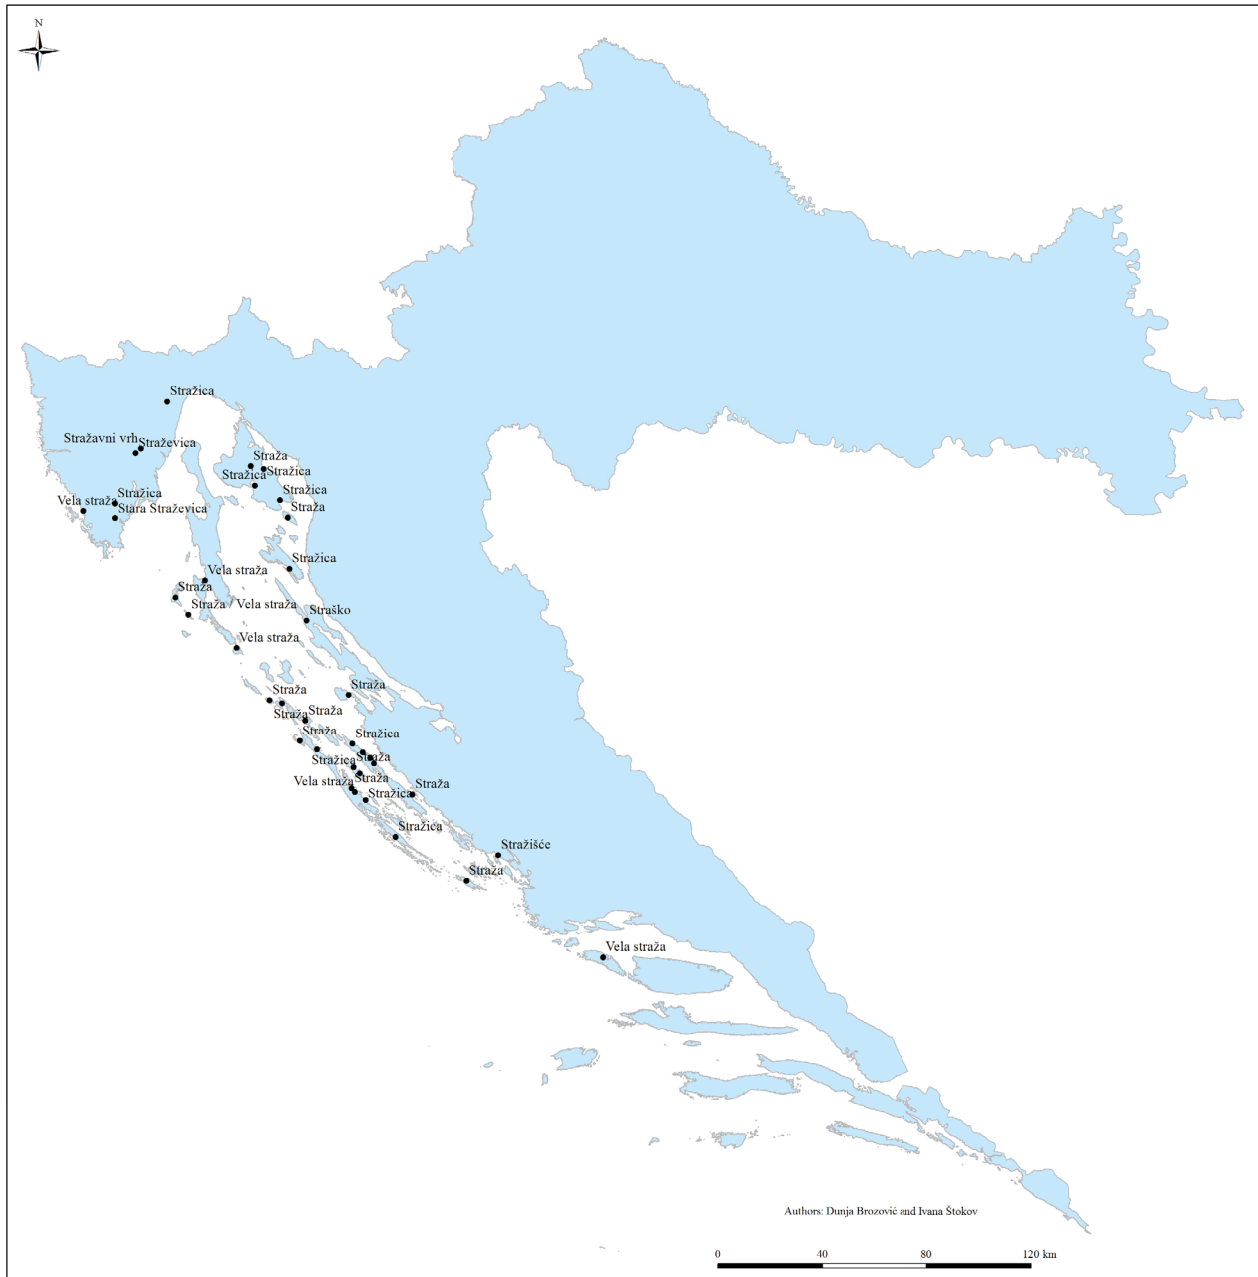 N
Stražica
Stražavni vrh
Straževica
Straža
Stražica
Stražica
Stražica
Vela straža
Stražica
Stara Straževica
Straža
Stražica
Vela straža
Straža
Straža / Vela straža
Straško
Vela straža
Straža
Straža
Straža
Straža
Straža
Stražica
Stražica
Straža
Vela straža
Straža
Straža
Stražica
Stražica
Stražišće
Straža
Vela straža
Authors: Dunja Brozović and Ivana Štokov
0 40 80 120 km